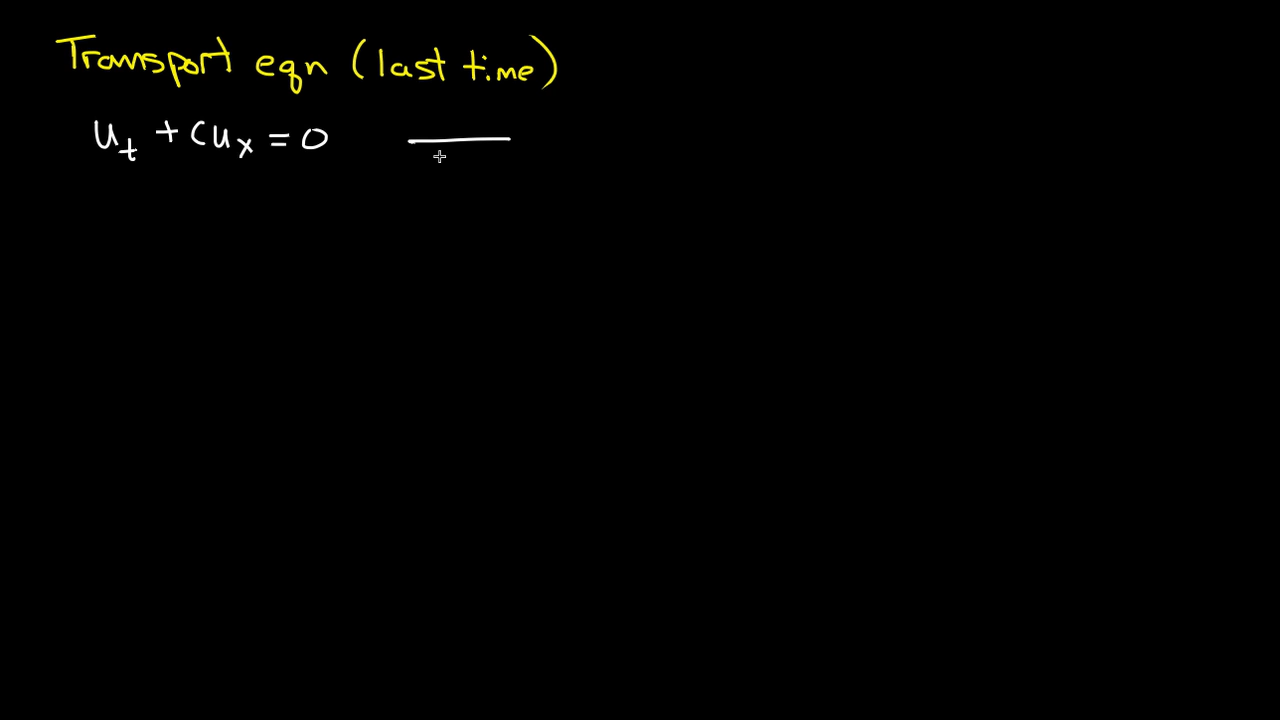 Transport eqn (last time)
u_t + cu_x = 0